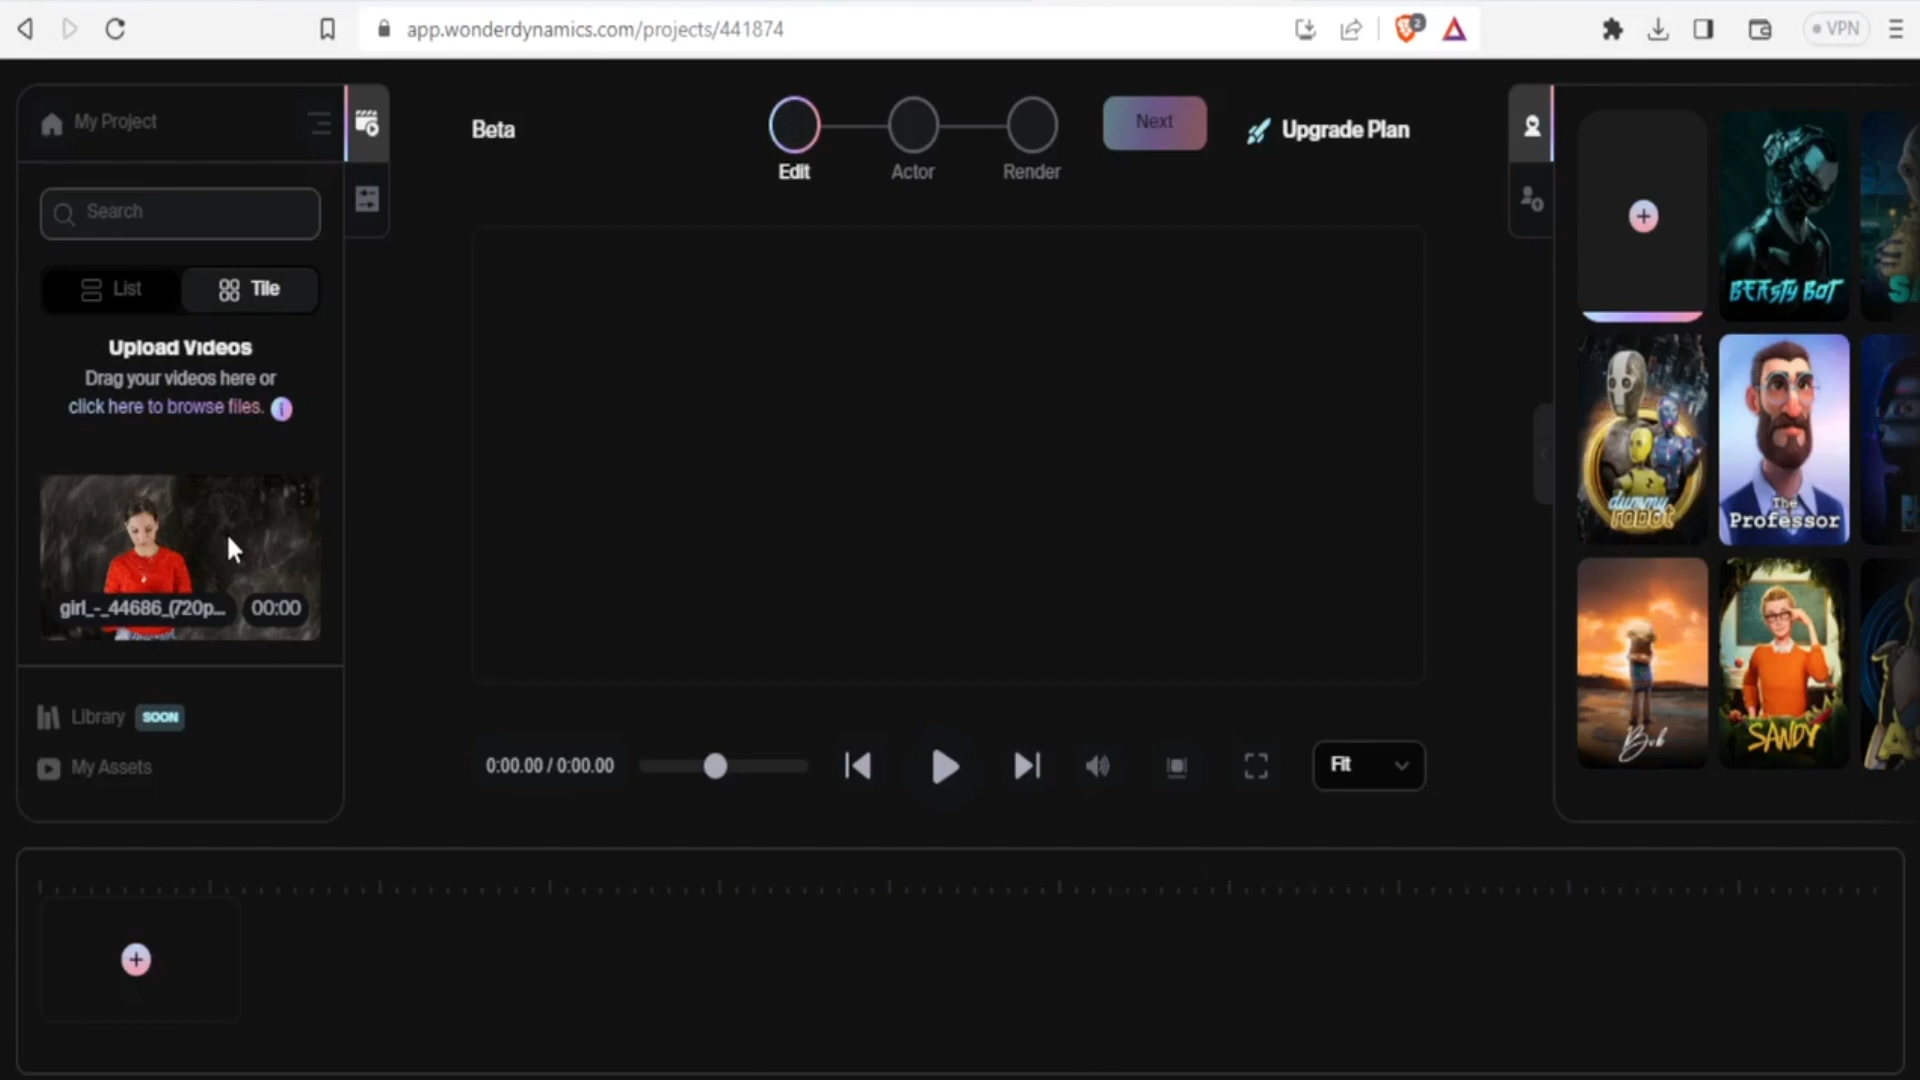 app.wonderdynamics.com/projects/441874
2
VPN
My Project
Search
List
Tile
Upload Videos
Drag your videos here or
click here to browse files.
girl_-_44686_(720p...
00:00
Library
SOON
My Assets
Beta
Edit
Actor
Render
Next
Upgrade Plan
0:00.00 / 0:00.00
Fit
BEASTY BOT
dummy
robot
The
Professor
Bob
SANDY